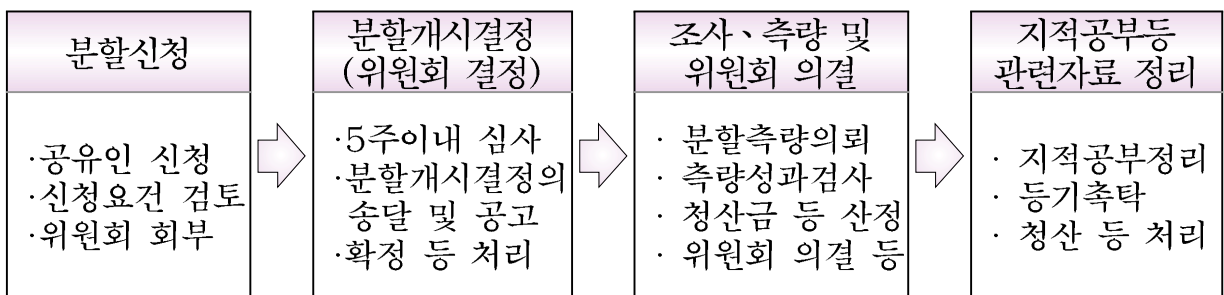 분할신청
·공유인 신청
·신청요건 검토
·위원회 회부
분할개시결정
(위원회 결정)
·5주이내 심사
·분할개시결정의
송달 및 공고
·확정 등 처리
조사、측량 및
위원회 의결
· 분할측량의뢰
· 측량성과검사
· 청산금 등 산정
· 위원회 의결 등
지적공부등
관련자료 정리
· 지적공부정리
· 등기촉탁
· 청산 등 처리